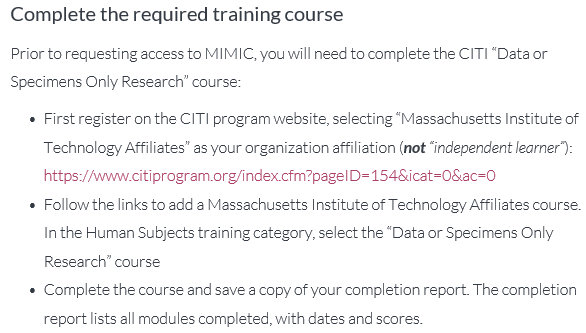 Complete the required training course
Prior to requesting access to MIMIC, you will need to complete the CITI “Data or
Specimens Only Research” course:
• First register on the CITI program website, selecting “Massachusetts Institute of
Technology Affiliates” as your organization affiliation (not “independent learner”):
https://www.citiprogram.org/index.cfm?pageID=154&icat=0&ac=0
• Follow the links to add a Massachusetts Institute of Technology Affiliates course.
In the Human Subjects training category, select the “Data or Specimens Only
Research” course
• Complete the course and save a copy of your completion report. The completion
report lists all modules completed, with dates and scores.